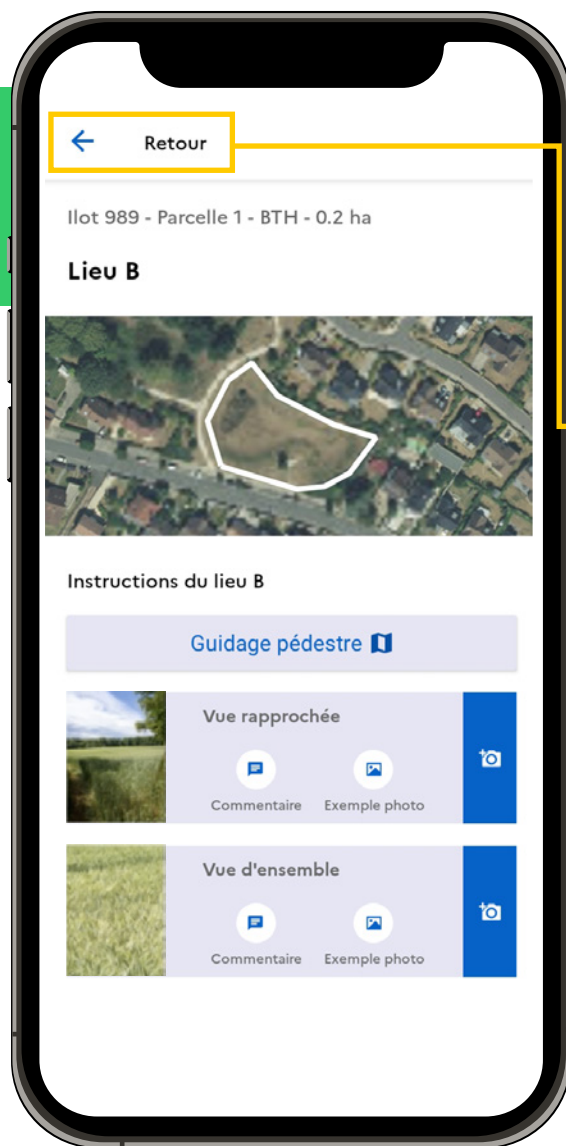 Retour
Ilot 989 - Parcelle 1 - BTH - 0.2 ha
Lieu B
Instructions du lieu B
Guidage pédestre
Vue rapprochée
Commentaire Exemple photo
Vue d'ensemble
Commentaire Exemple photo